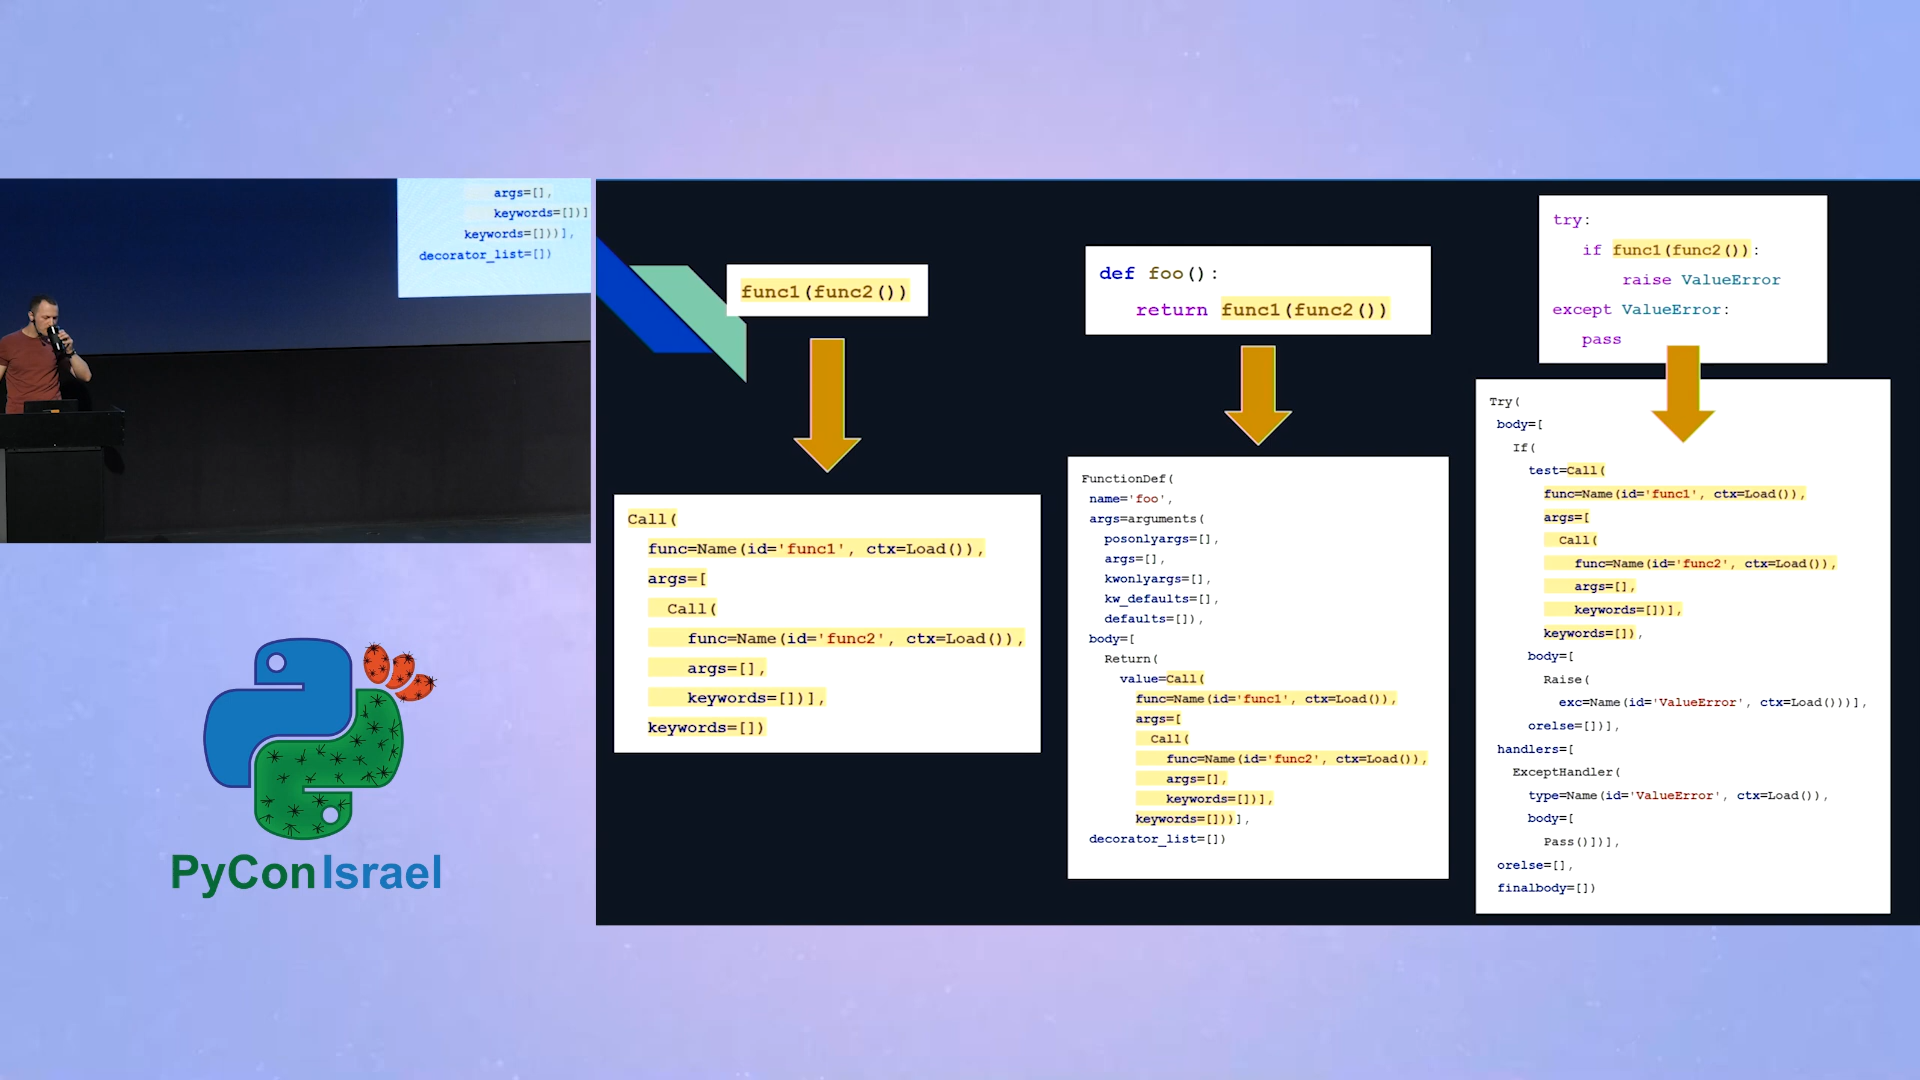 args=[],
keywords=[])]
keywords=[]))],
decorator_list=[])
PyConIsrael
func1(func2())
Call(
func=Name(id='func1', ctx=Load()),
args=[
Call(
func=Name(id='func2', ctx=Load()),
args=[],
keywords=[])],
keywords=[])
def foo():
return func1(func2())
FunctionDef(
name='foo',
args=arguments(
posonlyargs=[],
args=[],
kwonlyargs=[],
kw_defaults=[],
defaults=[]),
body=[
Return(
value=Call(
func=Name(id='func1', ctx=Load()),
args=[
Call(
func=Name(id='func2', ctx=Load()),
args=[],
keywords=[])],
keywords=[]))],
decorator_list=[])
try:
if func1(func2()):
raise ValueError
except ValueError:
pass
Try(
body=[
If(
test=Call(
func=Name(id='func1', ctx=Load()),
args=[
Call(
func=Name(id='func2', ctx=Load()),
args=[],
keywords=[])],
keywords=[]),
body=[
Raise(
exc=Name(id='ValueError', ctx=Load()))],
orelse=[])],
handlers=[
ExceptHandler(
type=Name(id='ValueError', ctx=Load()),
body=[
Pass()])],
orelse=[],
finalbody=[])